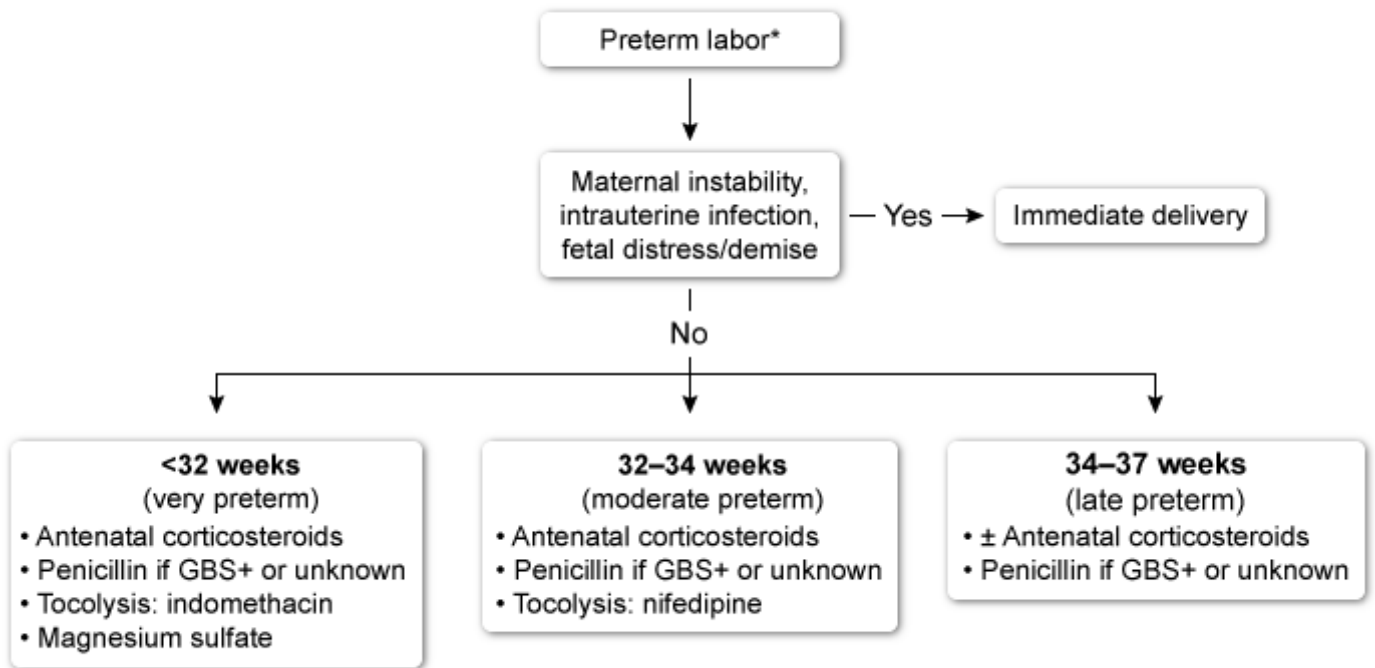 Preterm labor*
Maternal instability,
intrauterine infection,
fetal distress/demise
Yes
Immediate delivery
No
<32 weeks
(very preterm)
• Antenatal corticosteroids
• Penicillin if GBS+ or unknown
• Tocolysis: indomethacin
• Magnesium sulfate
32–34 weeks
(moderate preterm)
• Antenatal corticosteroids
• Penicillin if GBS+ or unknown
• Tocolysis: nifedipine
34–37 weeks
(late preterm)
• ± Antenatal corticosteroids
• Penicillin if GBS+ or unknown